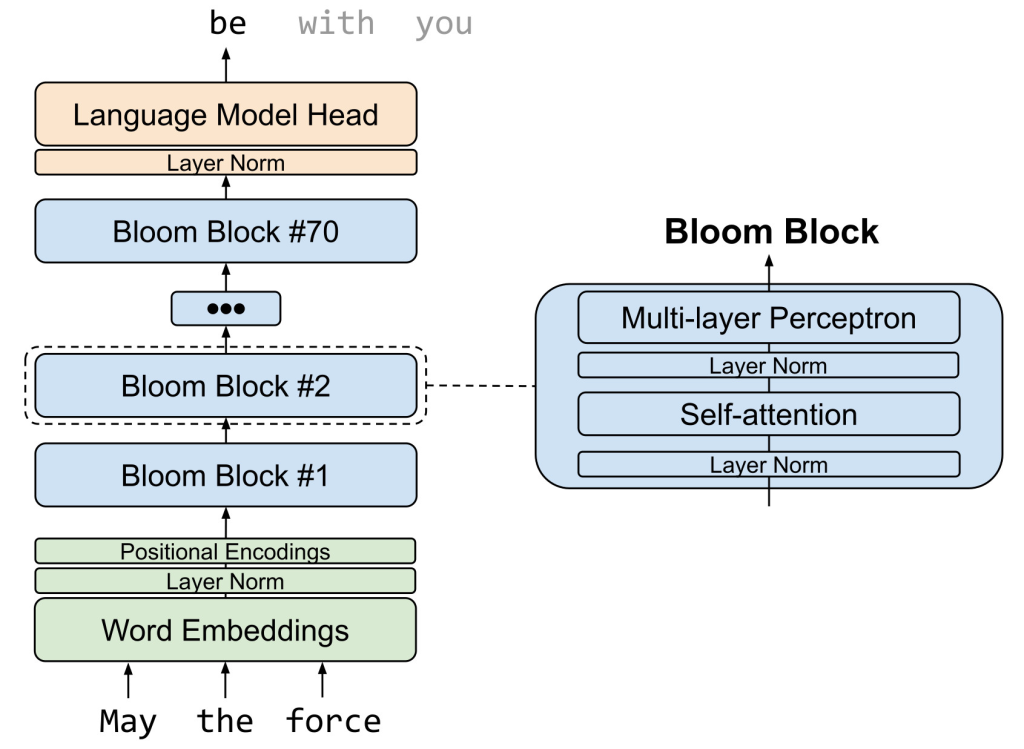 be with you
Language Model Head
Layer Norm
Bloom Block #70
•••
Bloom Block #2
Bloom Block #1
Positional Encodings
Layer Norm
Word Embeddings
May the force
Bloom Block
Multi-layer Perceptron
Layer Norm
Self-attention
Layer Norm